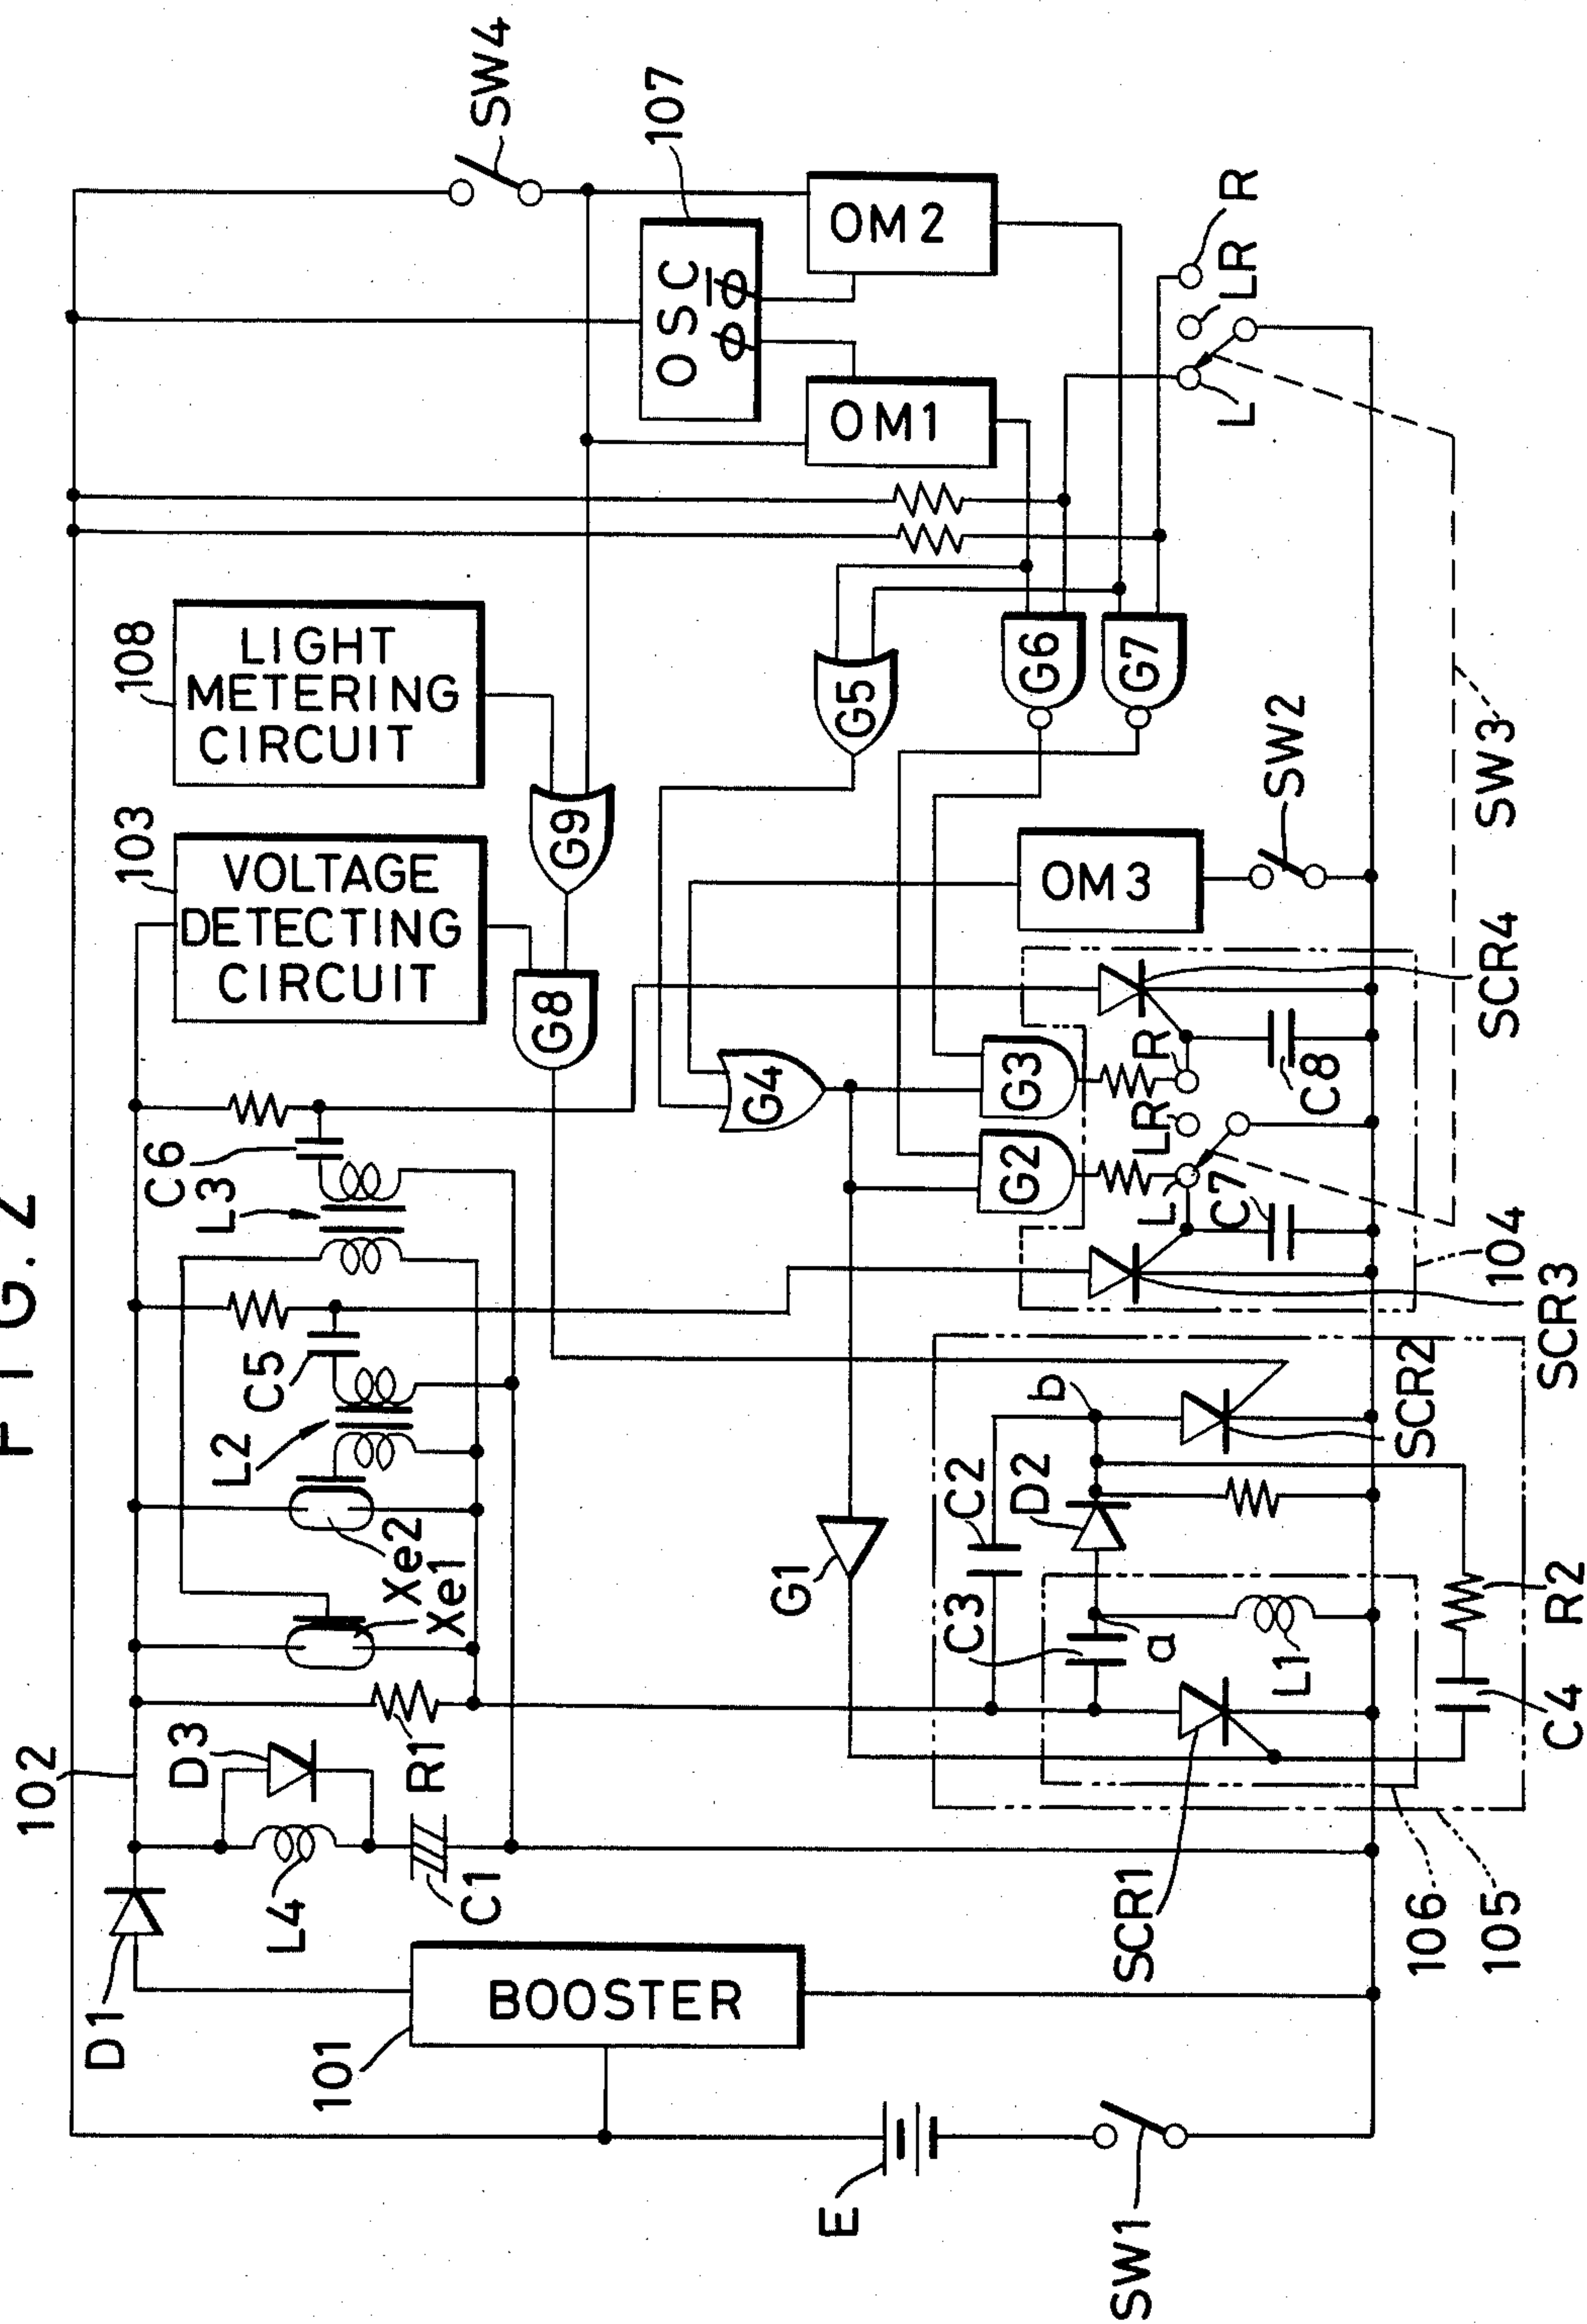 FIG. 2
102
D1
L4
D3
C1
R1
Xe1
Xe2
L2
C5
L3
C6
103
VOLTAGE
DETECTING
CIRCUIT
108
LIGHT
METERING
CIRCUIT
SW4
101
BOOSTER
G8
G9
OSC
ϕ
ϕ̅
107
E
SW1
G1
G4
G5
OM1
OM2
SCR1
C3
C2
D2
a
b
L1
SCR2
C4
R2
106
105
G2
G3
OM3
SW2
G6
G7
L
LR
R
C7
C8
L
LR
R
SCR3
104
SCR4
SW3